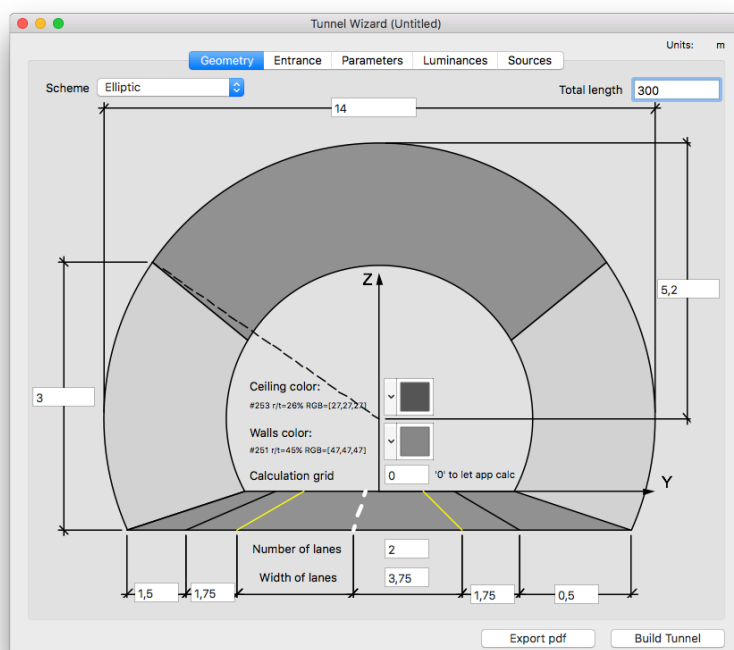 Tunnel Wizard (Untitled)
Units: m
Geometry Entrance Parameters Luminances Sources
Scheme Elliptic Total length 300
14
Z
5,2
3
Ceiling color:
#253 r/t=26% RGB=[27,27,27]
Walls color:
#251 r/t=45% RGB=[47,47,47]
Calculation grid 0 '0' to let app calc
Y
Number of lanes 2
Width of lanes 3,75
1,5 1,75 1,75 0,5
Export pdf Build Tunnel